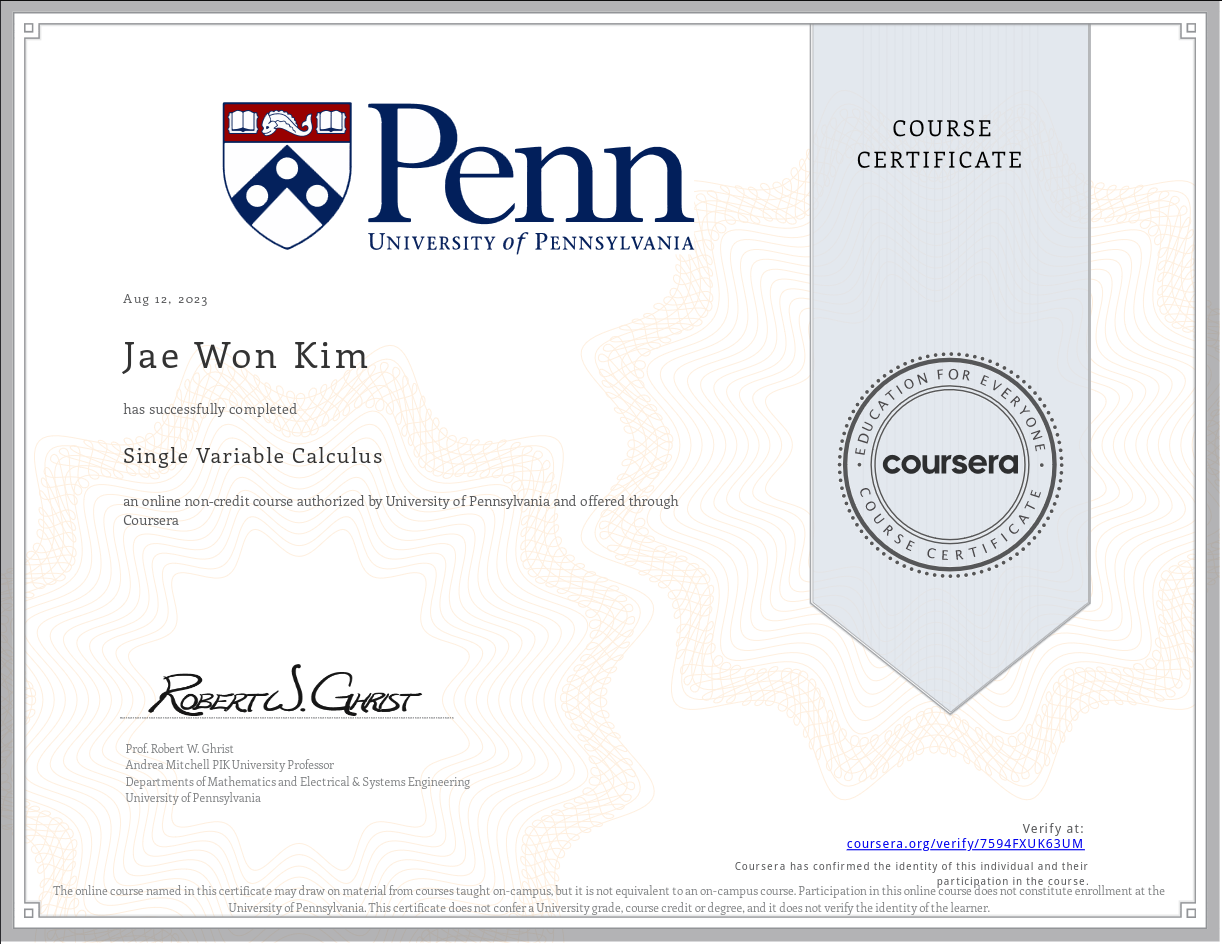 COURSE
CERTIFICATE
Penn
UNIVERSITY of PENNSYLVANIA
Aug 12, 2023
Jae Won Kim
has successfully completed
Single Variable Calculus
an online non-credit course authorized by University of Pennsylvania and offered through
Coursera
EDUCATION FOR EVERYONE
coursera
COURSE CERTIFICATE
ROBERT W. GHRIST
Prof. Robert W. Ghrist
Andrea Mitchell PIK University Professor
Departments of Mathematics and Electrical & Systems Engineering
University of Pennsylvania
Verify at:
coursera.org/verify/7594FXUK63UM
Coursera has confirmed the identity of this individual and their
participation in the course.
The online course named in this certificate may draw on material from courses taught on-campus, but it is not equivalent to an on-campus course. Participation in this online course does not constitute enrollment at the
University of Pennsylvania. This certificate does not confer a University grade, course credit or degree, and it does not verify the identity of the learner.